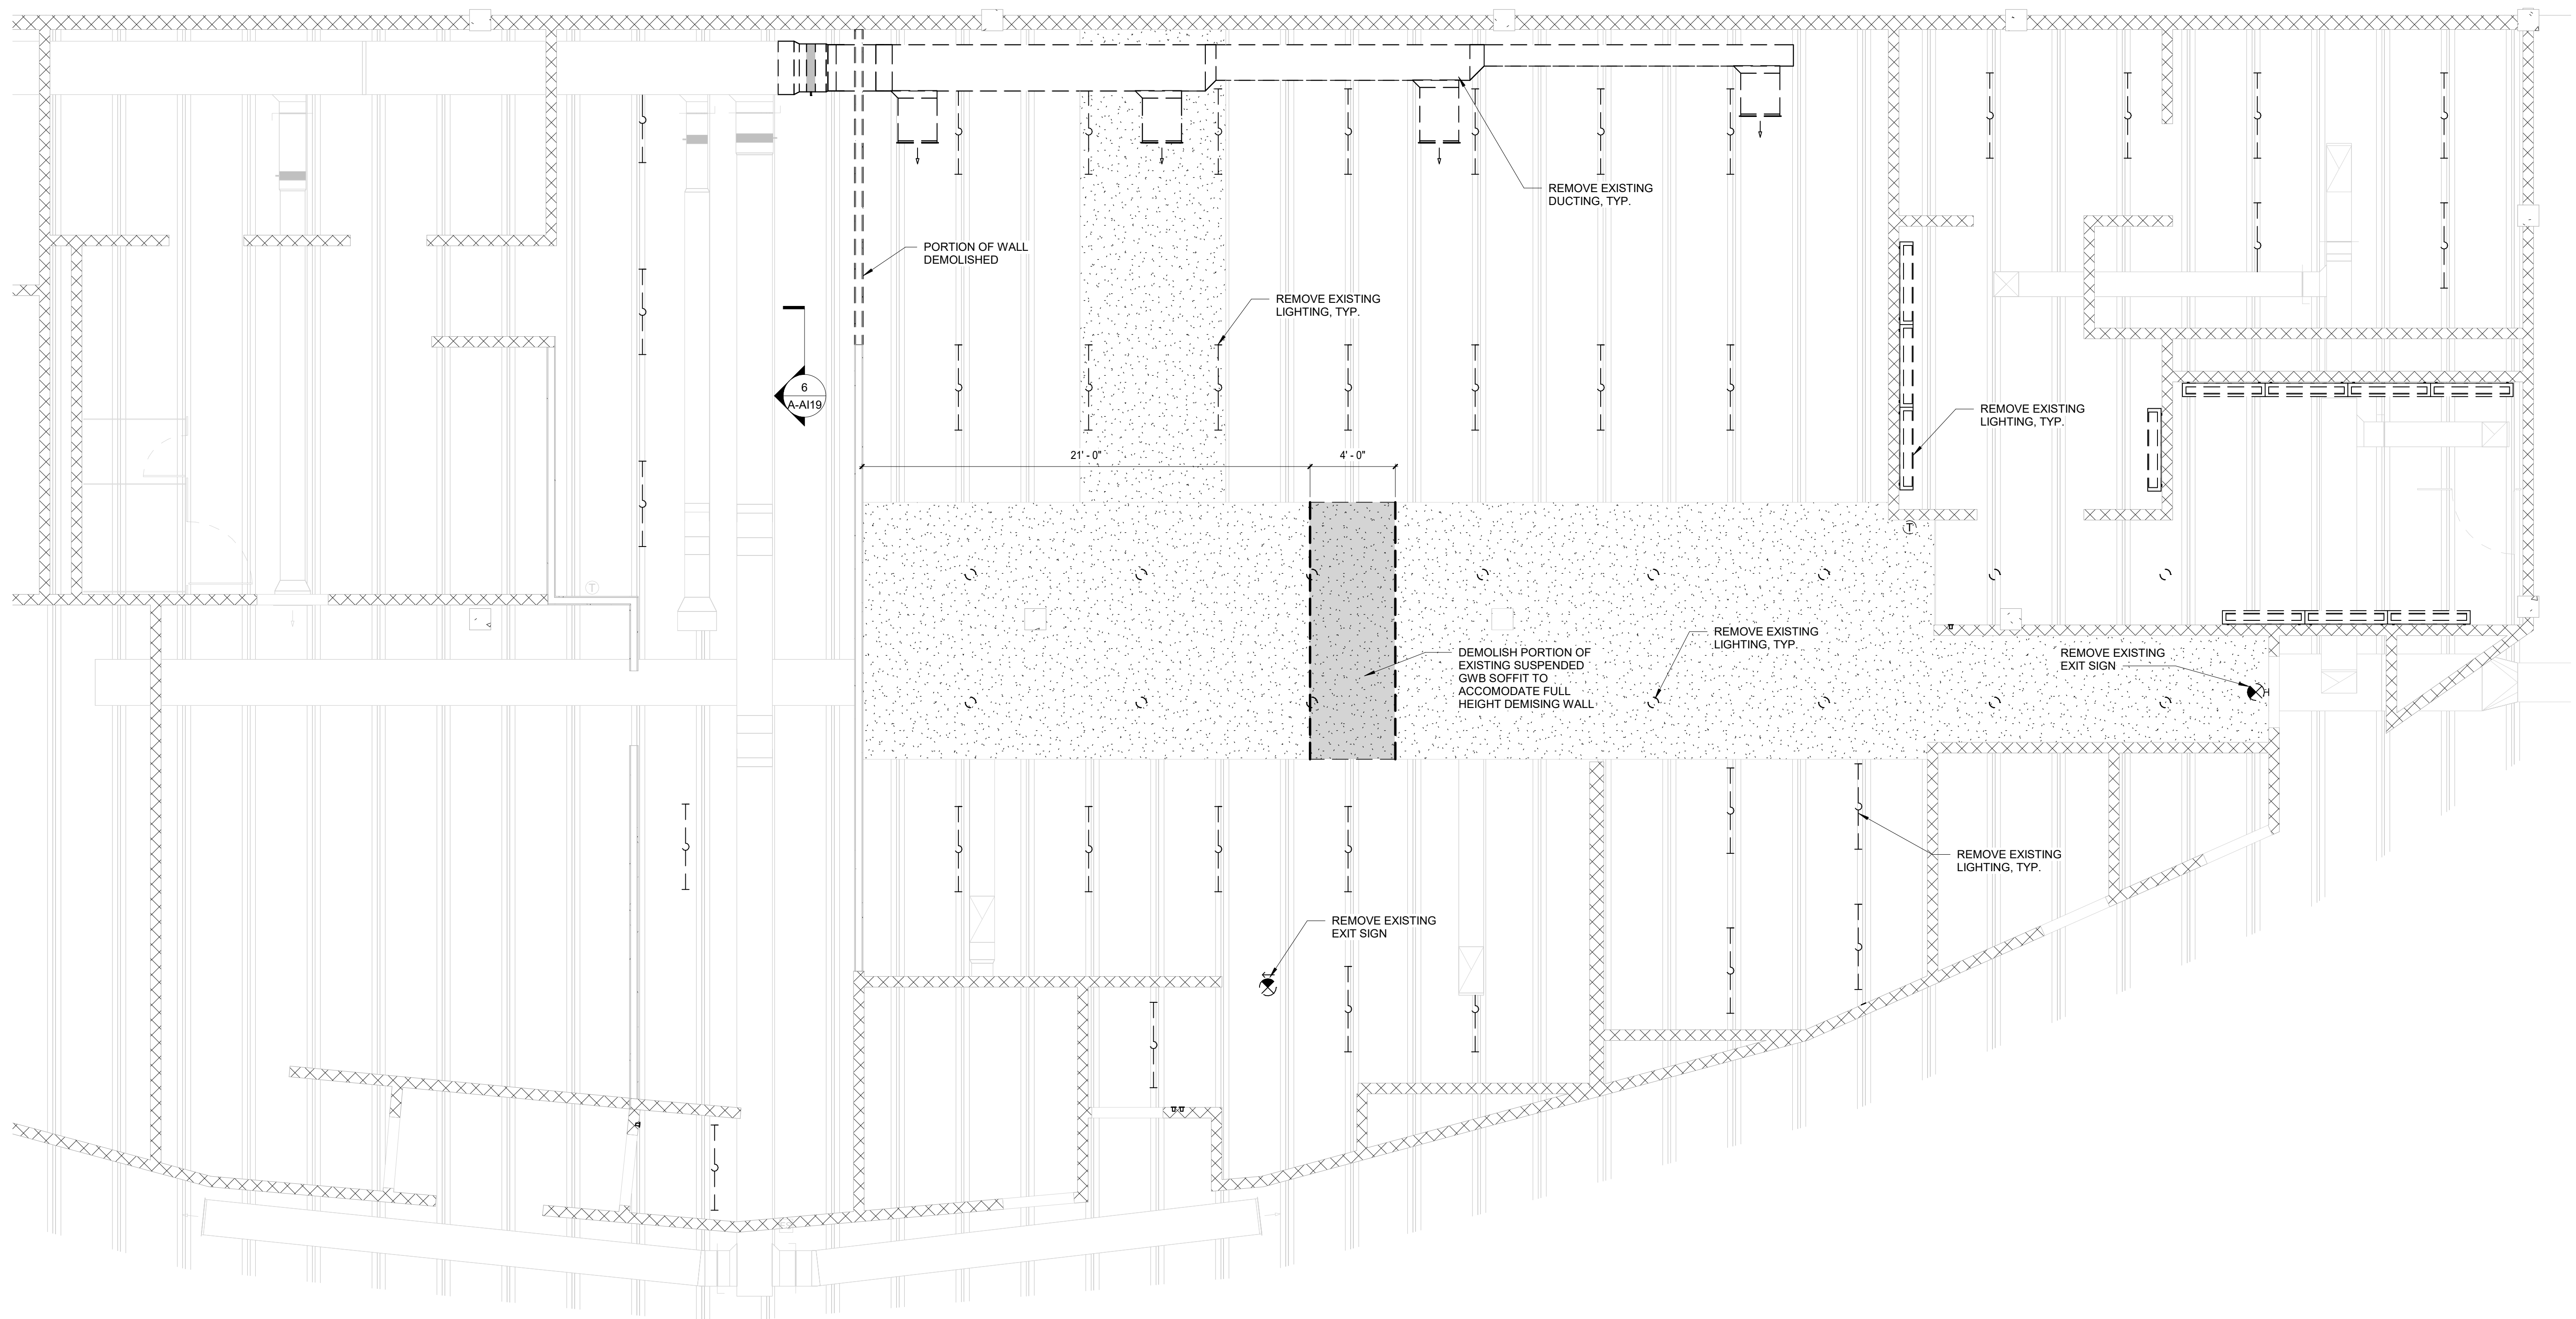 REMOVE EXISTING
DUCTING, TYP.
PORTION OF WALL
DEMOLISHED
REMOVE EXISTING
LIGHTING, TYP.
6
A-AI19
REMOVE EXISTING
LIGHTING, TYP.
21' - 0"
4' - 0"
T
T
REMOVE EXISTING
LIGHTING, TYP.
DEMOLISH PORTION OF
EXISTING SUSPENDED
GWB SOFFIT TO
ACCOMODATE FULL
HEIGHT DEMISING WALL
REMOVE EXISTING
EXIT SIGN
REMOVE EXISTING
LIGHTING, TYP.
REMOVE EXISTING
EXIT SIGN